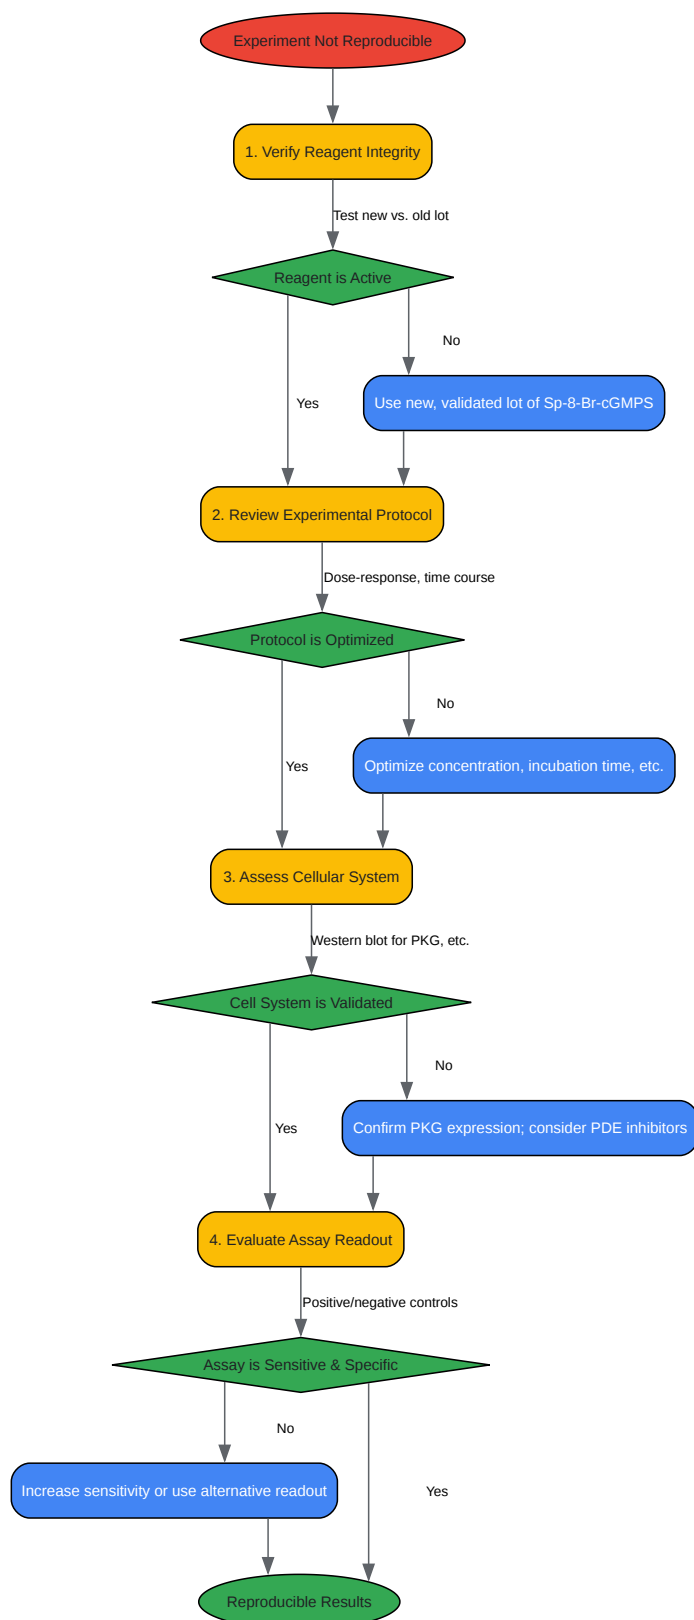 Experiment Not Reproducible
1. Verify Reagent Integrity
Test new vs. old lot
Reagent is Active
No
Yes
Use new, validated lot of Sp-8-Br-cGMPS
2. Review Experimental Protocol
Dose-response, time course
Protocol is Optimized
No
Yes
Optimize concentration, incubation time, etc.
3. Assess Cellular System
Western blot for PKG, etc.
Cell System is Validated
No
Yes
Confirm PKG expression; consider PDE inhibitors
4. Evaluate Assay Readout
Positive/negative controls
Assay is Sensitive & Specific
No
Increase sensitivity or use alternative readout
Yes
Reproducible Results